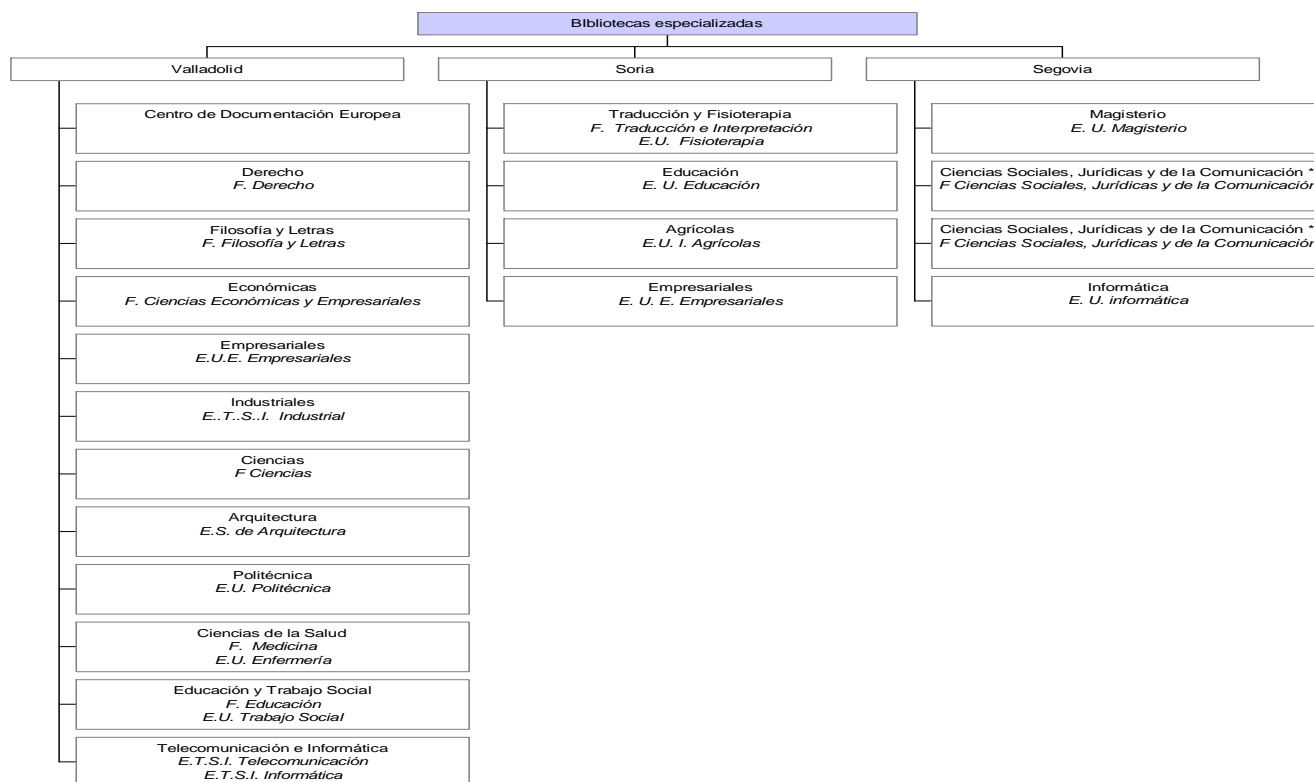 BIbliotecas especializadas
Valladolid
Centro de Documentación Europea
Derecho
F. Derecho
Filosofía y Letras
F. Filosofía y Letras
Económicas
F. Ciencias Económicas y Empresariales
Empresariales
E.U.E. Empresariales
Industriales
E..T..S..I. Industrial
Ciencias
F Ciencias
Arquitectura
E.S. de Arquitectura
Politécnica
E.U. Politécnica
Ciencias de la Salud
F. Medicina
E.U. Enfermería
Educación y Trabajo Social
F. Educación
E.U. Trabajo Social
Telecomunicación e Informática
E.T.S.I. Telecomunicación
E.T.S.I. Informática
Soria
Traducción y Fisioterapia
F. Traducción e Interpretación
E.U. Fisioterapia
Educación
E. U. Educación
Agrícolas
E.U. I. Agrícolas
Empresariales
E. U. E. Empresariales
Segovia
Magisterio
E. U. Magisterio
Ciencias Sociales, Jurídicas y de la Comunicación *
F Ciencias Sociales, Jurídicas y de la Comunicación
Ciencias Sociales, Jurídicas y de la Comunicación *
F Ciencias Sociales, Jurídicas y de la Comunicación
Informática
E. U. informática